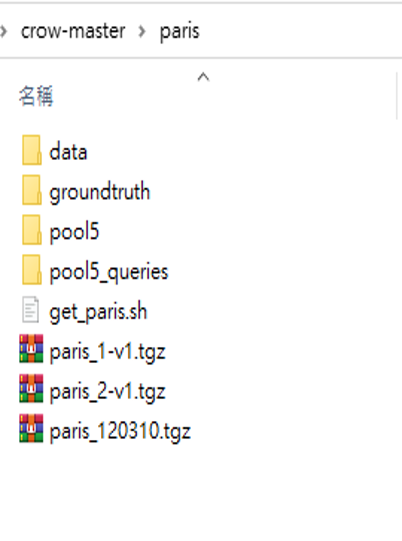 crow-master > paris
名稱
data
groundtruth
pool5
pool5_queries
get_paris.sh
paris_1-v1.tgz
paris_2-v1.tgz
paris_120310.tgz